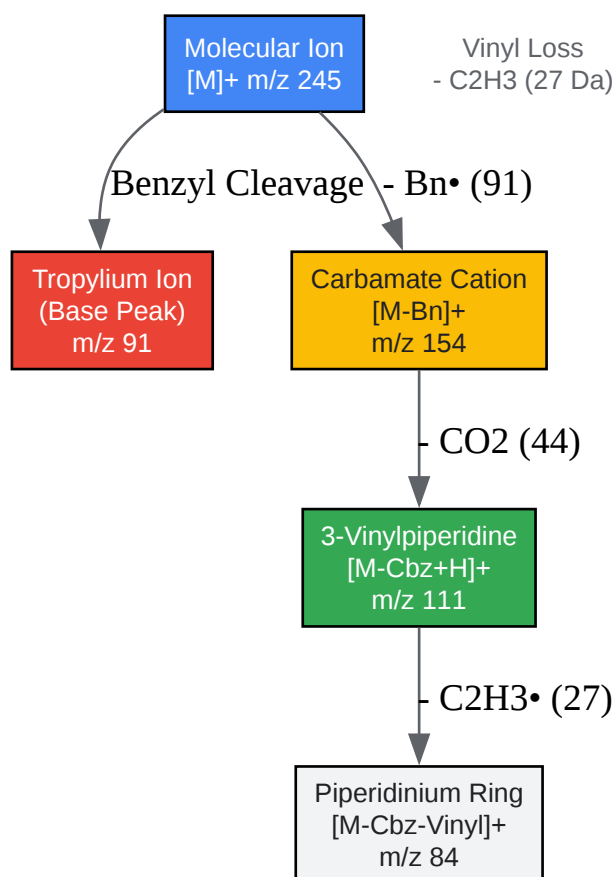 Molecular Ion
[M]+ m/z 245
Vinyl Loss
- C2H3 (27 Da)
Benzyl Cleavage
- Bn• (91)
Tropylium Ion
(Base Peak)
m/z 91
Carbamate Cation
[M-Bn]+
m/z 154
- CO2 (44)
3-Vinylpiperidine
[M-Cbz+H]+
m/z 111
- C2H3• (27)
Piperidinium Ring
[M-Cbz-Vinyl]+
m/z 84